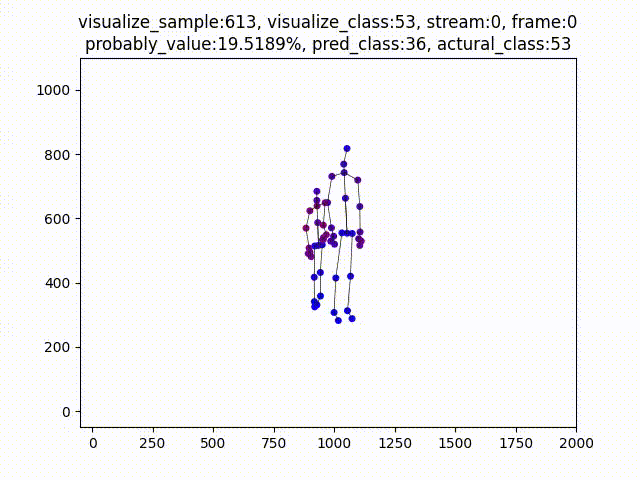 visualize_sample:613, visualize_class:53, stream:0, frame:0
probably_value:19.5189%, pred_class:36, actural_class:53
1000
800
600
400
200
0
0 250 500 750 1000 1250 1500 1750 2000